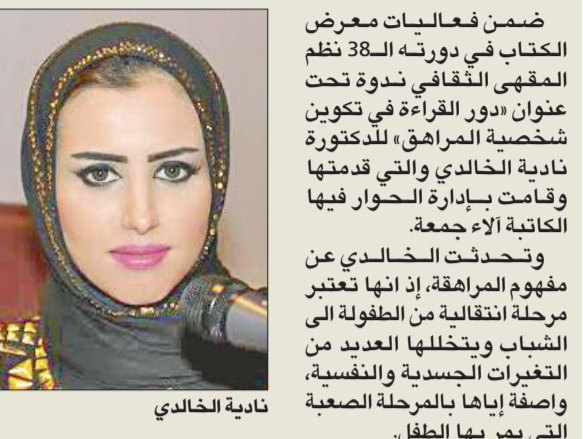 ضمن فعاليات معرض
الكتاب في دورته الـ38 نظم
المقهى الثقافي ندوة تحت
عنوان «دور القراءة في تكوين
شخصية المراهق» للدكتورة
نادية الخالدي والتي قدمتها
وقامت بإدارة الحوار فيها
الكاتبة آلاء جمعة.
وتحدثت الخالدي عن
مفهوم المراهقة، إذ انها تعتبر
مرحلة انتقالية من الطفولة الى
الشباب ويتخللها العديد من
التغيرات الجسدية والنفسية،
واصفة إياها بالمرحلة الصعبة
التي يمر بها الطفل.
نادية الخالدي